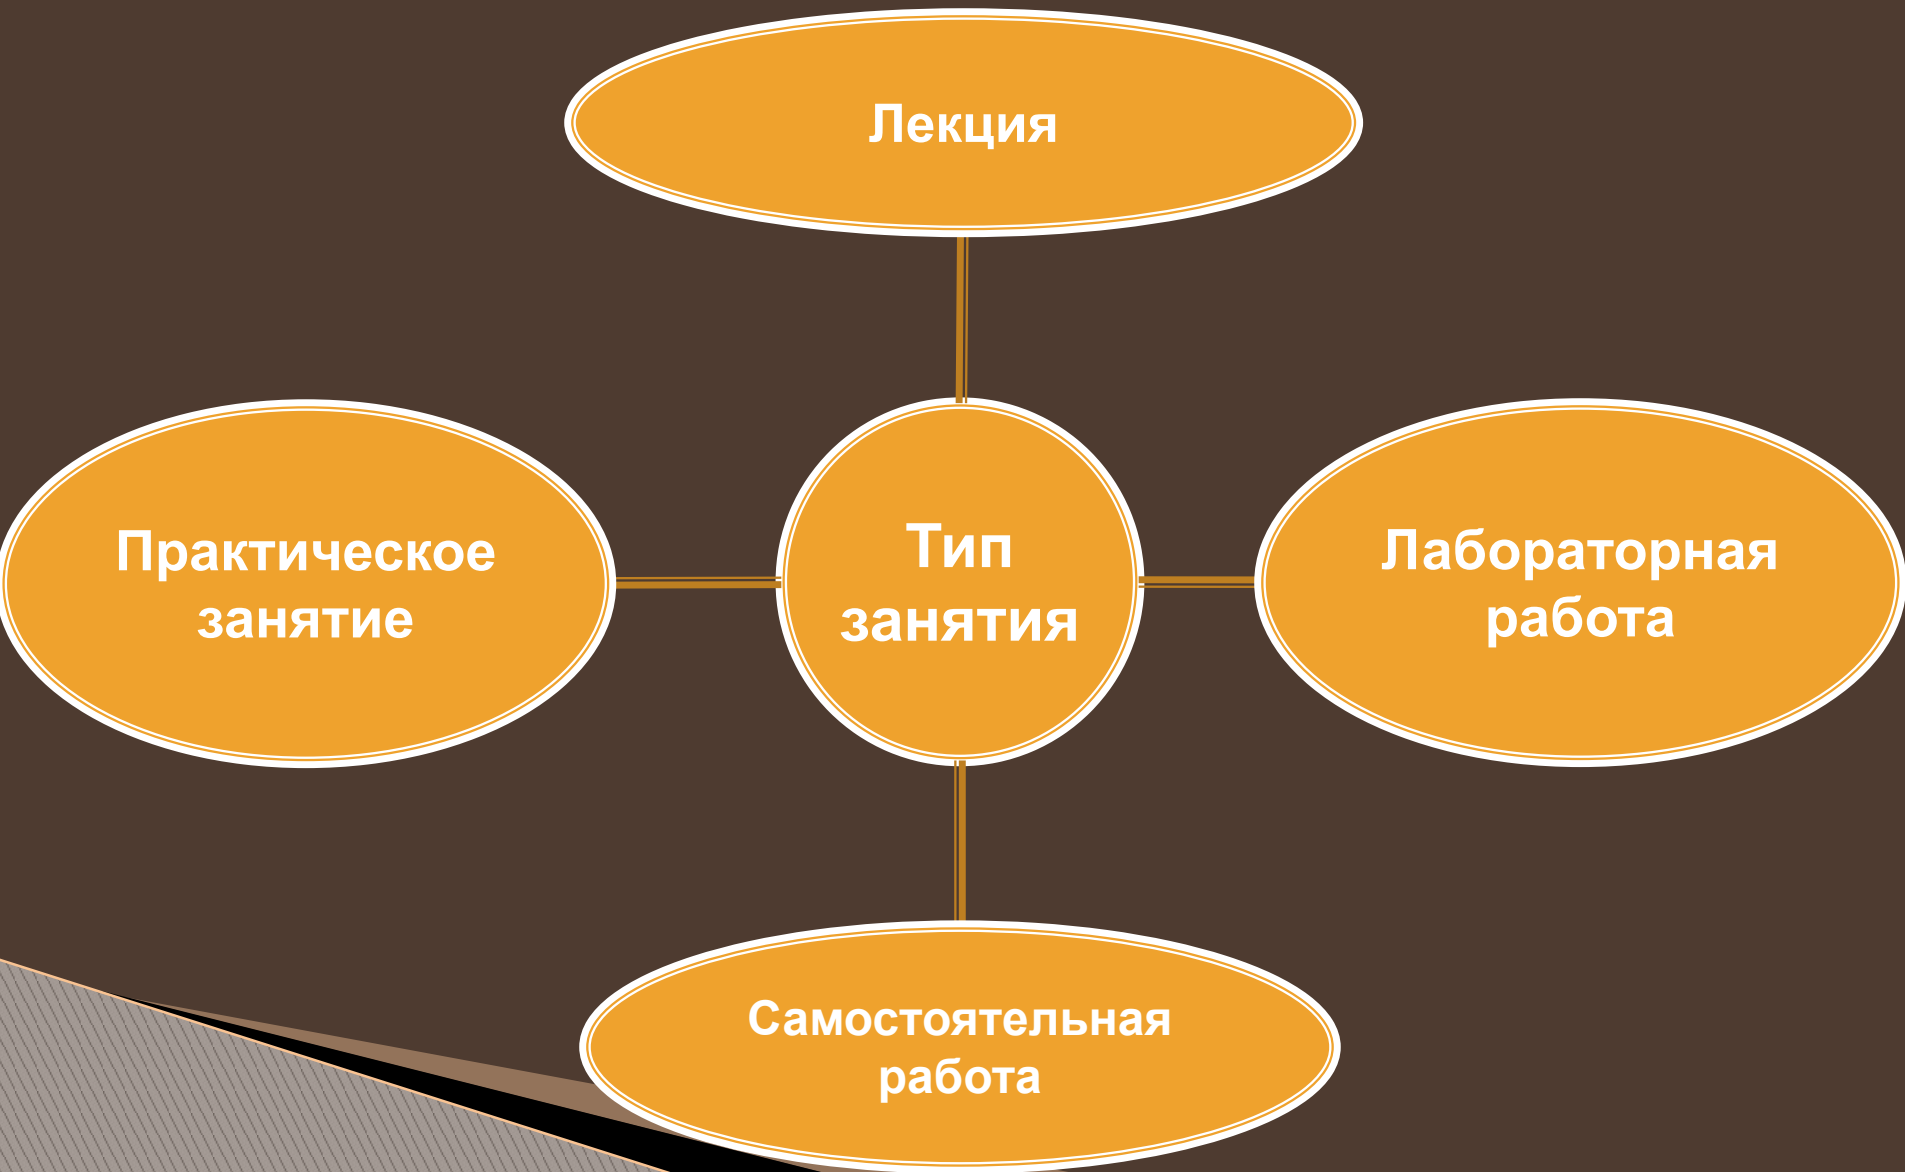 Лекция
Практическое
занятие
Тип
занятия
Лабораторная
работа
Самостоятельная
работа